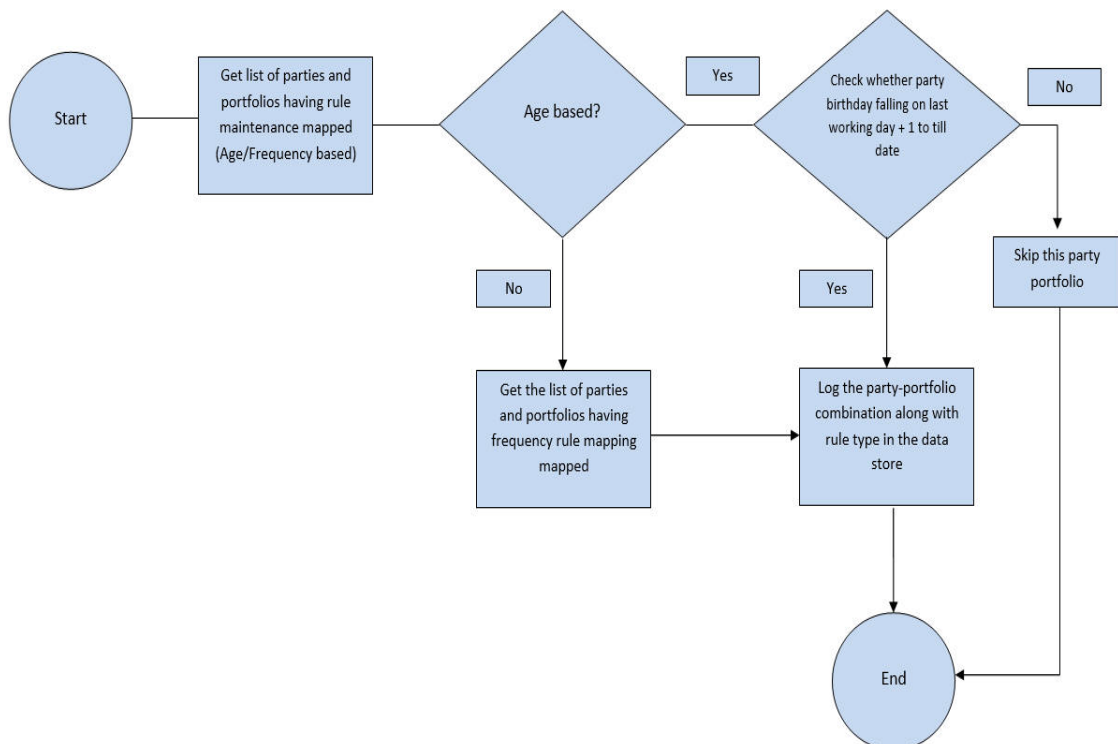 Start
Get list of parties
and portfolios
having rule
maintenance mapped
(Age/Frequency based)
Age based?
Yes
Check whether party
birthday falling on last
working day + 1 to till
date
No
No
Yes
Skip this party
portfolio
Get the list of parties
and portfolios having
frequency rule mapping
mapped
Log the party-portfolio
combination along with
rule type in the data
store
End